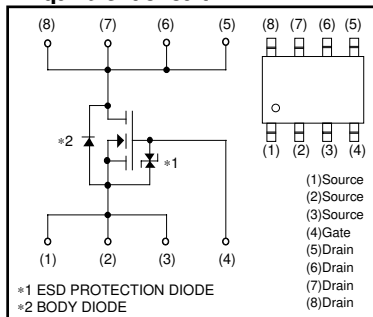 (8) (7) (6) (5)
(8) (7) (6) (5)
∗2
∗1
(1) (2) (3) (4)
(1) (2) (3) (4)
(1)Source
(2)Source
(3)Source
(4)Gate
(5)Drain
(6)Drain
(7)Drain
(8)Drain
∗1 ESD PROTECTION DIODE
∗2 BODY DIODE